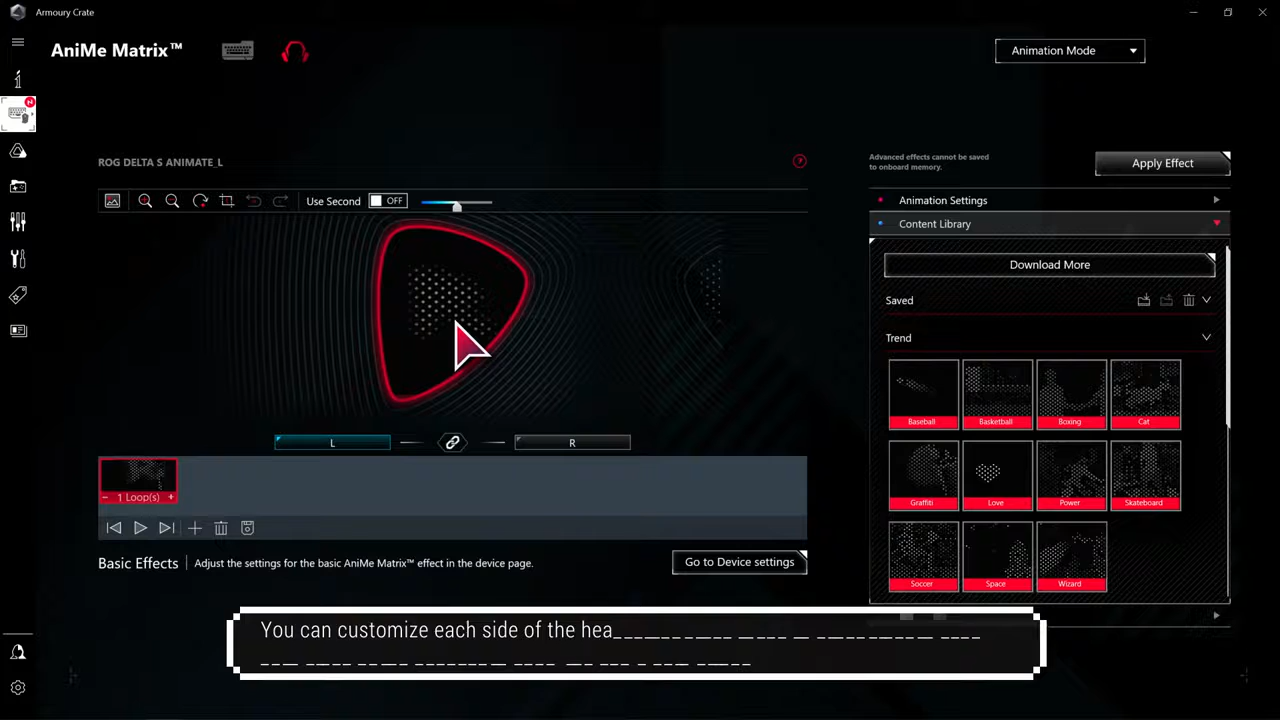 Armoury Crate
AniMe Matrix™
Animation Mode
ROG DELTA S ANIMATE L
?
Advanced effects cannot be saved
to onboard memory.
Apply Effect
Use Second
OFF
Animation Settings
Content Library
Download More
Saved
Trend
Baseball
Basketball
Boxing
Cat
Graffiti
Love
Power
Skateboard
Soccer
Space
Wizard
L
R
− 1 Loop(s) +
Basic Effects
Adjust the settings for the basic AniMe Matrix™ effect in the device page.
Go to Device settings
You can customize each side of the hea